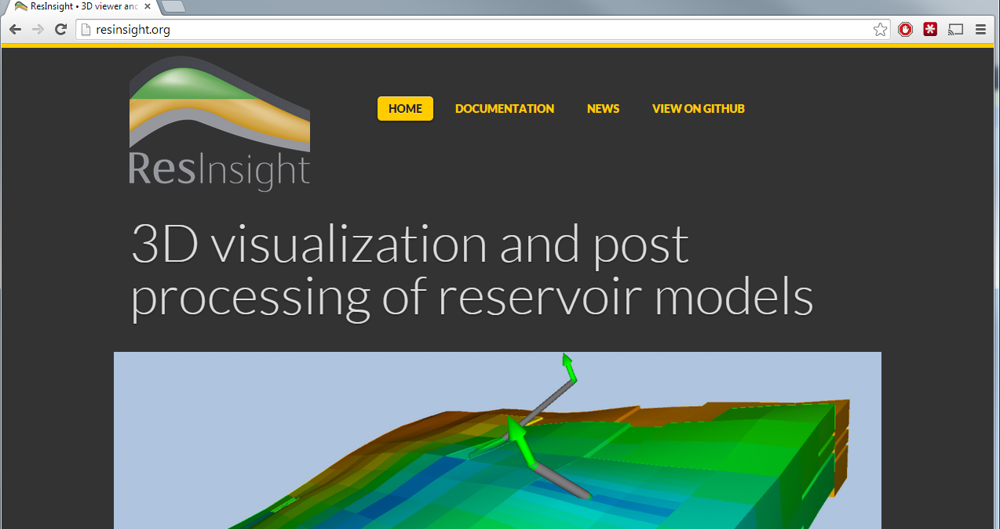 ResInsight • 3D viewer and
resinsight.org
HOME DOCUMENTATION NEWS VIEW ON GITHUB
ResInsight
3D visualization and post
processing of reservoir models